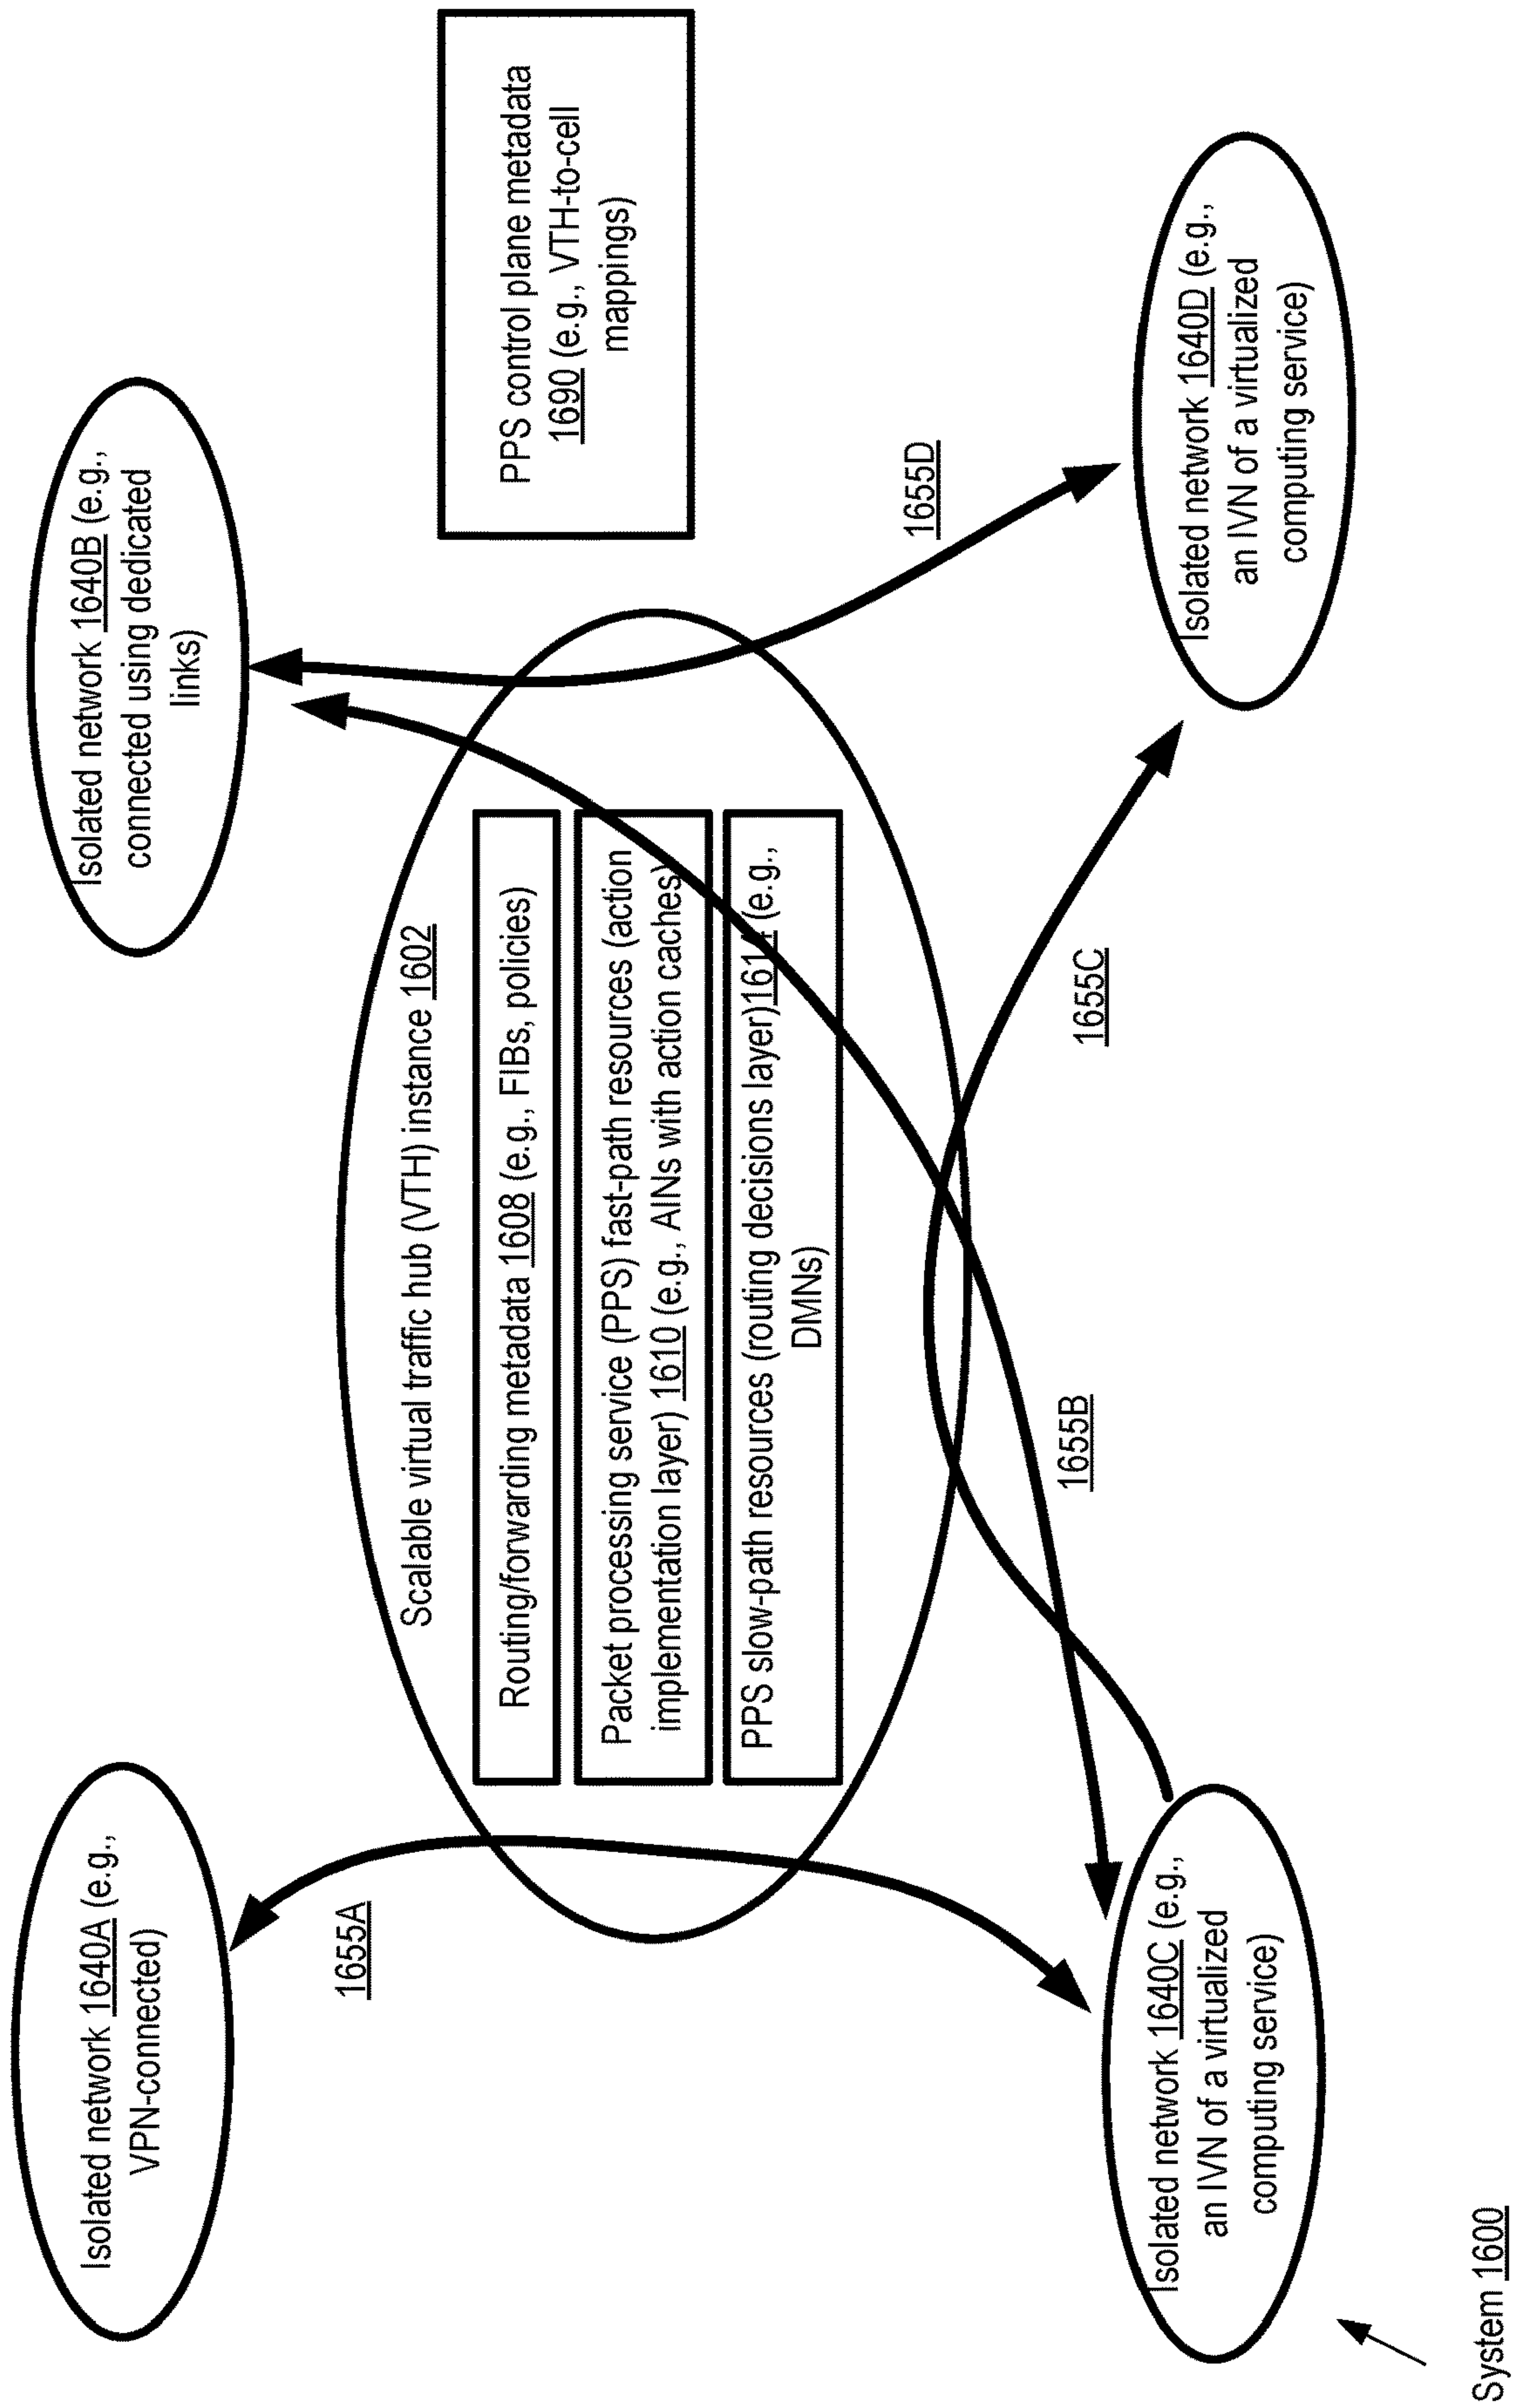 Isolated network 1640A (e.g.,
VPN-connected)
Isolated network 1640B (e.g.,
connected using dedicated
links)
1655A
Scalable virtual traffic hub (VTH) instance 1602
Routing/forwarding metadata 1608 (e.g., FIBs, policies)
Packet processing service (PPS) fast-path resources (action
implementation layer) 1610 (e.g., AINs with action caches)
PPS slow-path resources (routing decisions layer) (e.g.,
DMNs)
PPS control plane metadata
1690 (e.g., VTH-to-cell
mappings)
1655D
1655C
1655B
Isolated network 1640C (e.g.,
an IVN of a virtualized
computing service)
Isolated network 1640D (e.g.,
an IVN of a virtualized
computing service)
System 1600